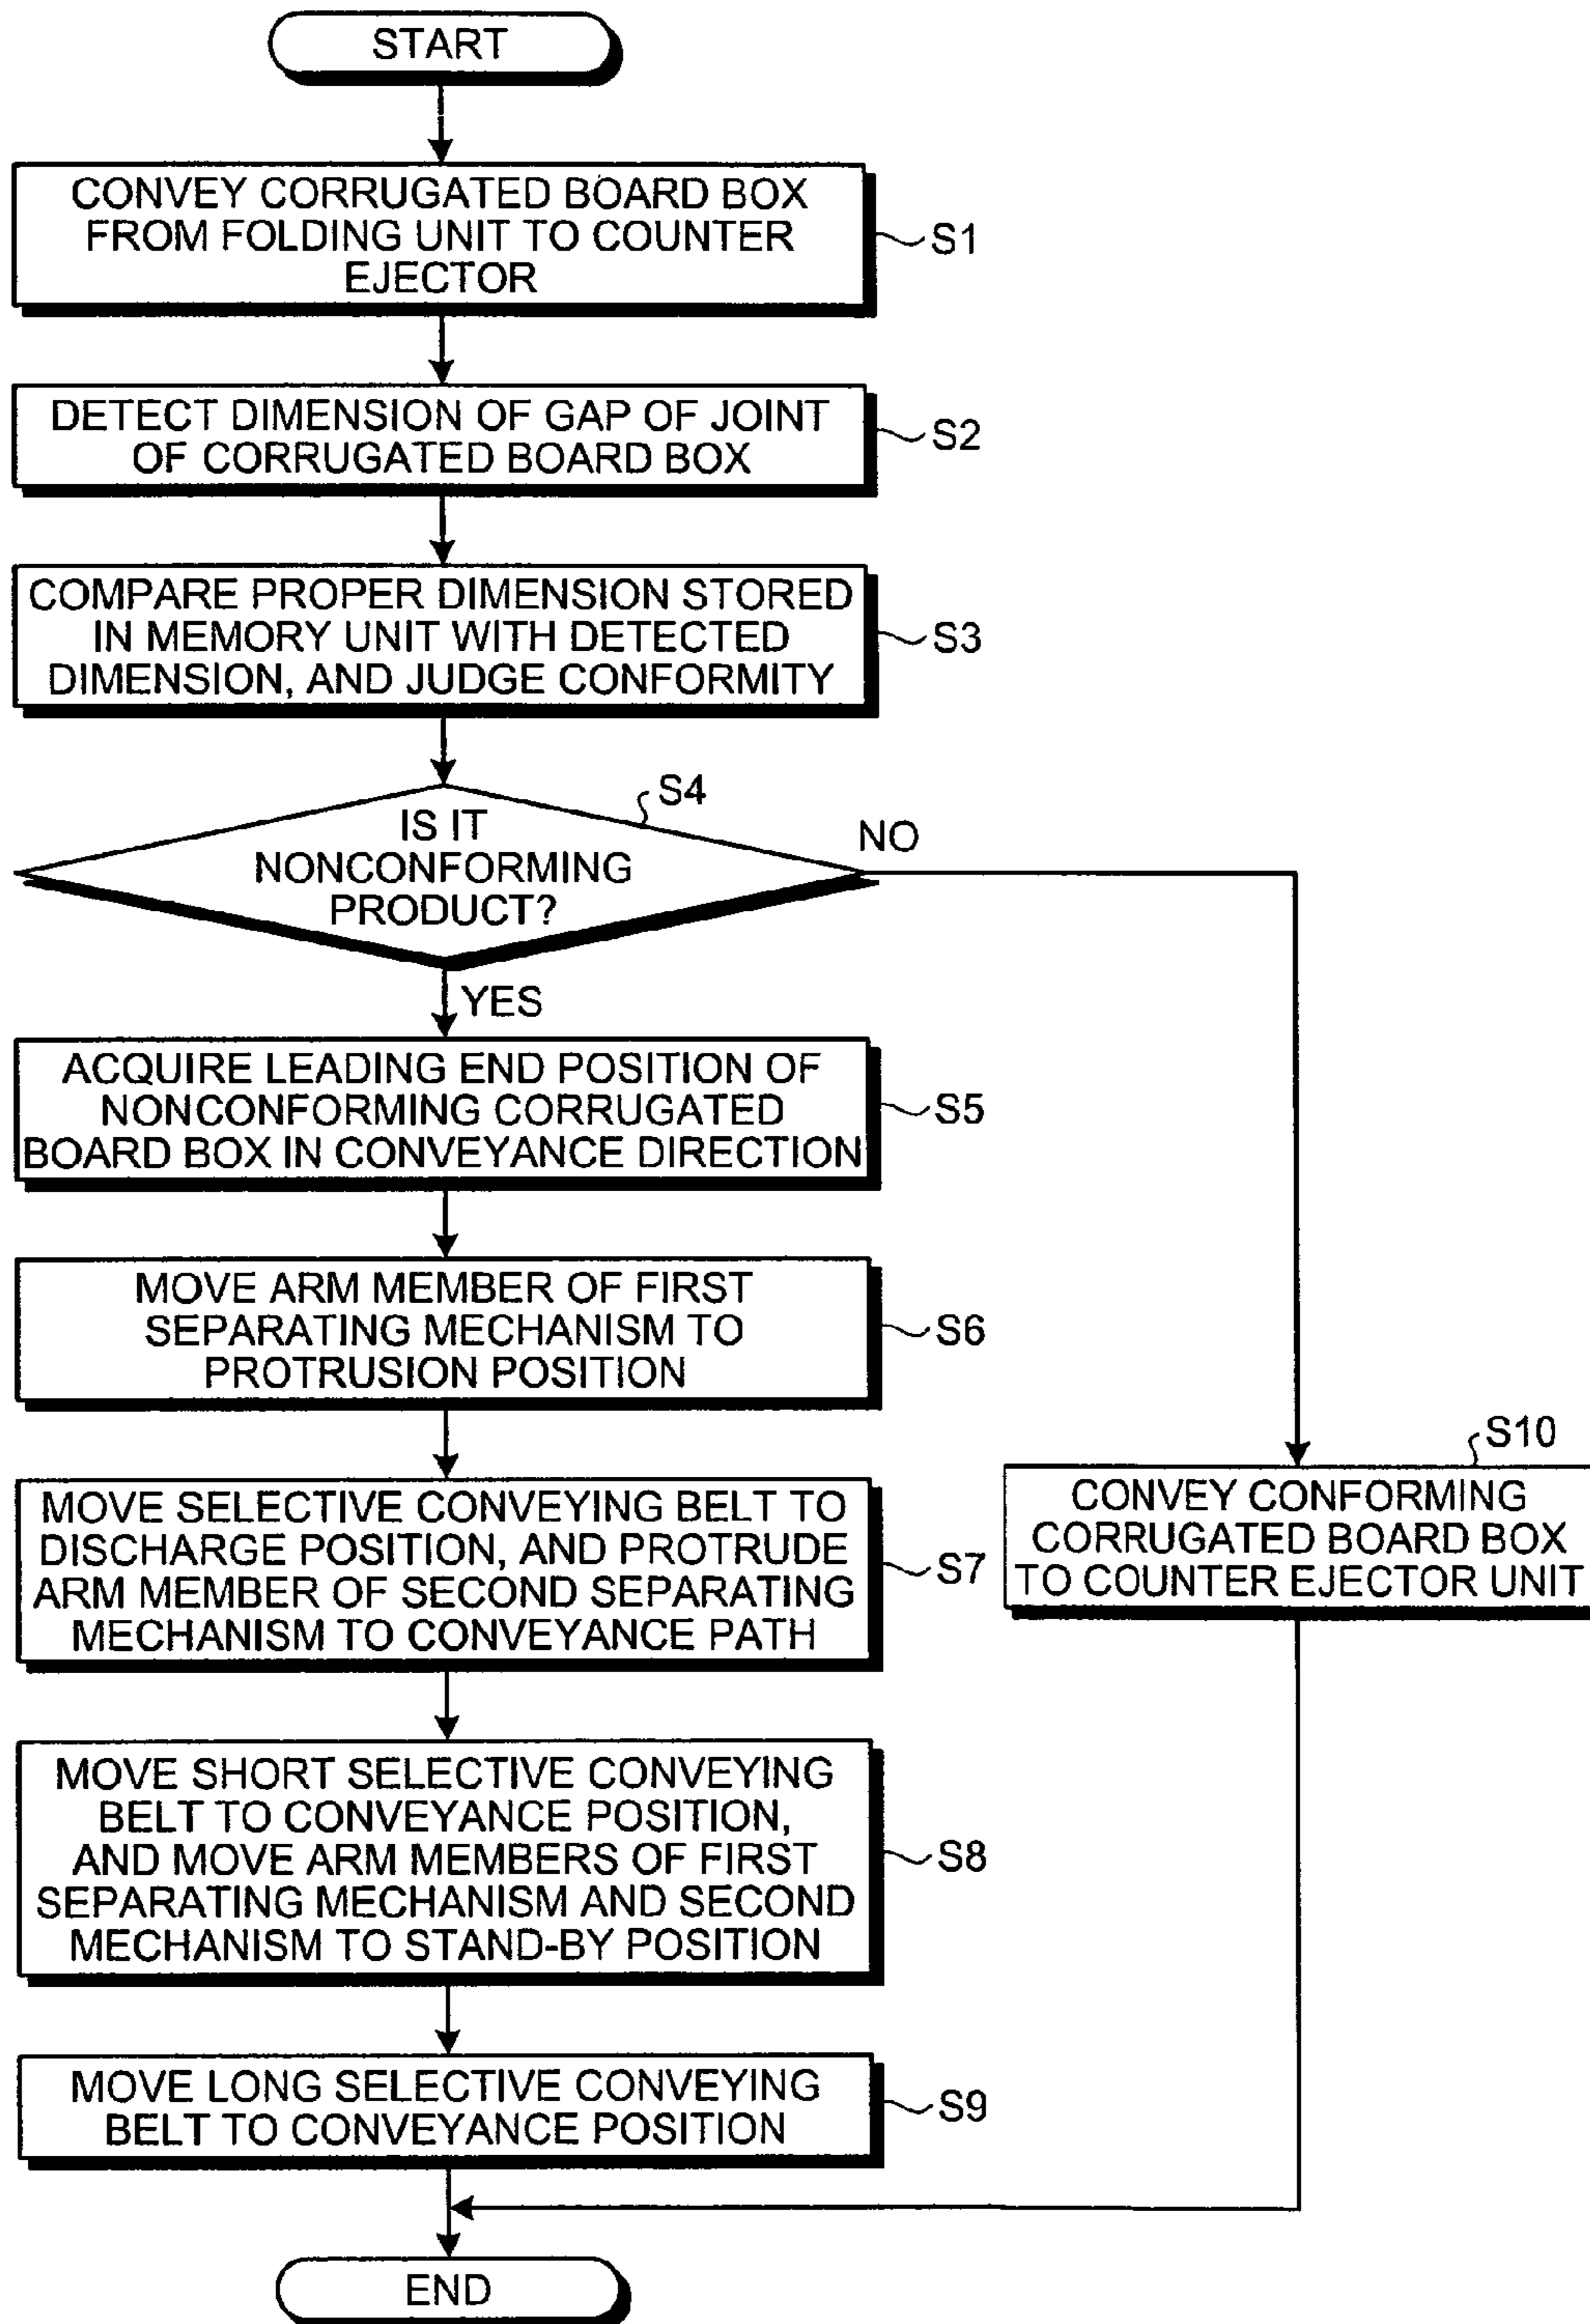 START
CONVEY CORRUGATED BOARD BOX
FROM FOLDING UNIT TO COUNTER
EJECTOR
S1
DETECT DIMENSION OF GAP OF JOINT
OF CORRUGATED BOARD BOX
S2
COMPARE PROPER DIMENSION STORED
IN MEMORY UNIT WITH DETECTED
DIMENSION, AND JUDGE CONFORMITY
S3
S4
IS IT
NONCONFORMING
PRODUCT?
NO
YES
ACQUIRE LEADING END POSITION OF
NONCONFORMING CORRUGATED
BOARD BOX IN CONVEYANCE DIRECTION
S5
MOVE ARM MEMBER OF FIRST
SEPARATING MECHANISM TO
PROTRUSION POSITION
S6
MOVE SELECTIVE CONVEYING BELT TO
DISCHARGE POSITION, AND PROTRUDE
ARM MEMBER OF SECOND SEPARATING
MECHANISM TO CONVEYANCE PATH
S7
S10
CONVEY CONFORMING
CORRUGATED BOARD BOX
TO COUNTER EJECTOR UNIT
MOVE SHORT SELECTIVE CONVEYING
BELT TO CONVEYANCE POSITION,
AND MOVE ARM MEMBERS OF FIRST
SEPARATING MECHANISM AND SECOND
MECHANISM TO STAND-BY POSITION
S8
MOVE LONG SELECTIVE CONVEYING
BELT TO CONVEYANCE POSITION
S9
END